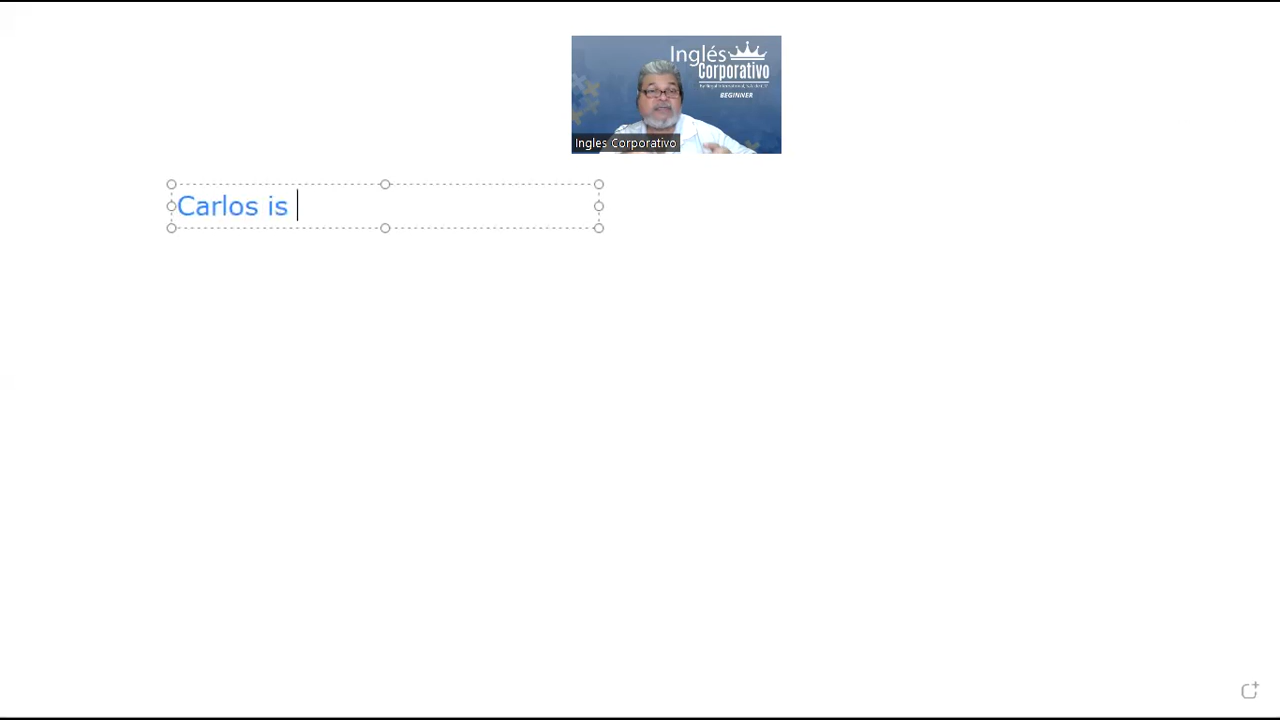 Inglés
Corporativo
BEGINNER
Ingles Corporativo
Carlos is